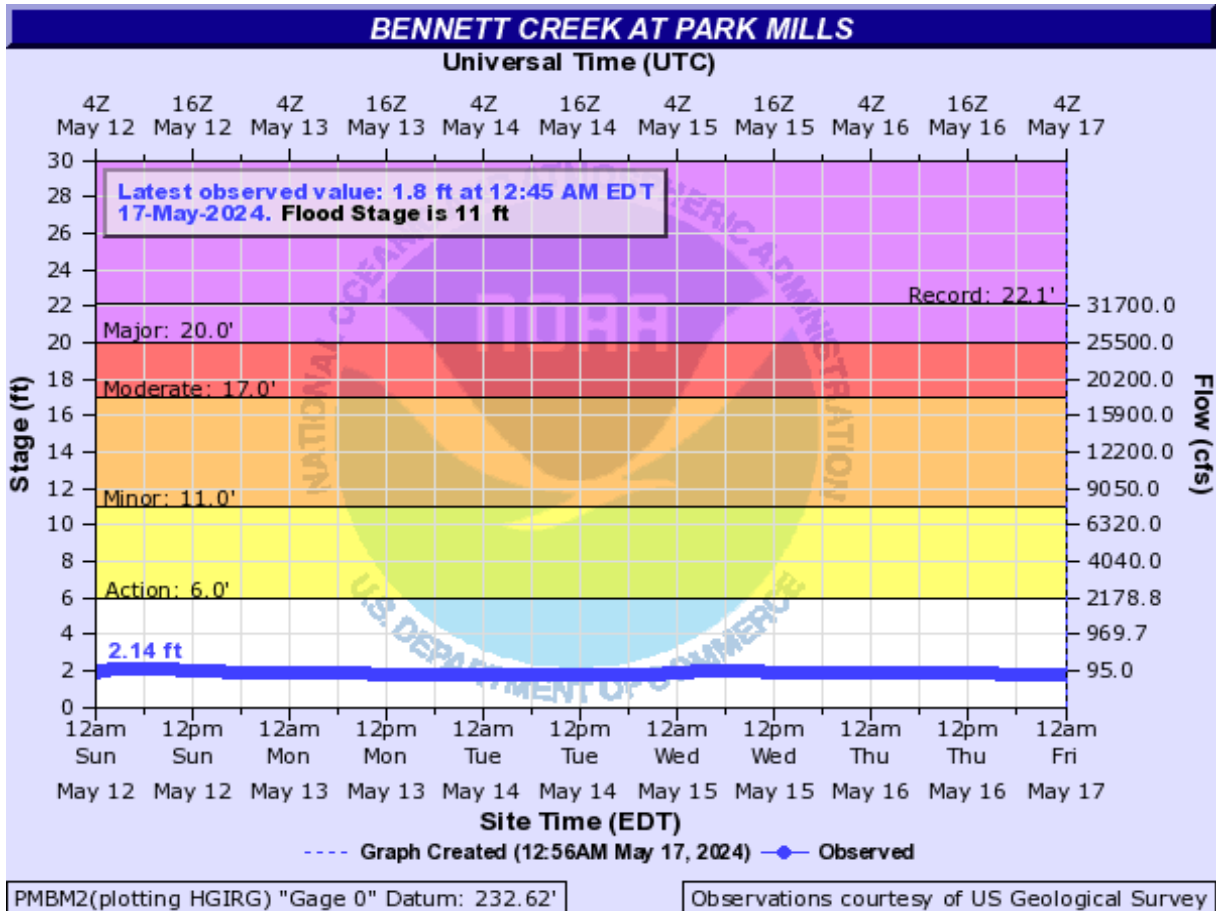 BENNETT CREEK AT PARK MILLS
Universal Time (UTC)
4Z 16Z 4Z 16Z 4Z 16Z 4Z 16Z 4Z 16Z 4Z
May 12 May 12 May 13 May 13 May 14 May 14 May 15 May 15 May 16 May 16 May 17
Latest observed value: 1.8 ft at 12:45 AM EDT
17-May-2024. Flood Stage is 11 ft
NATIONAL OCEANIC AND ATMOSPHERIC ADMINISTRATION
NOAA
U.S. DEPARTMENT OF COMMERCE
Stage (ft)
30
28
26
24
22
20
18
16
14
12
10
8
6
4
2
0
Record: 22.1'
Major: 20.0'
Moderate: 17.0'
Minor: 11.0'
Action: 6.0'
2.14 ft
31700.0
25500.0
20200.0
15900.0
12200.0
9050.0
6320.0
4040.0
2178.8
969.7
95.0
Flow (cfs)
12am 12pm 12am 12pm 12am 12pm 12am 12pm 12am 12pm 12am
Sun Sun Mon Mon Tue Tue Wed Wed Thu Thu Fri
May 12 May 12 May 13 May 13 May 14 May 14 May 15 May 15 May 16 May 16 May 17
Site Time (EDT)
Graph Created (12:56AM May 17, 2024) Observed
PMBM2(plotting HGIRG) "Gage 0" Datum: 232.62'
Observations courtesy of US Geological Survey